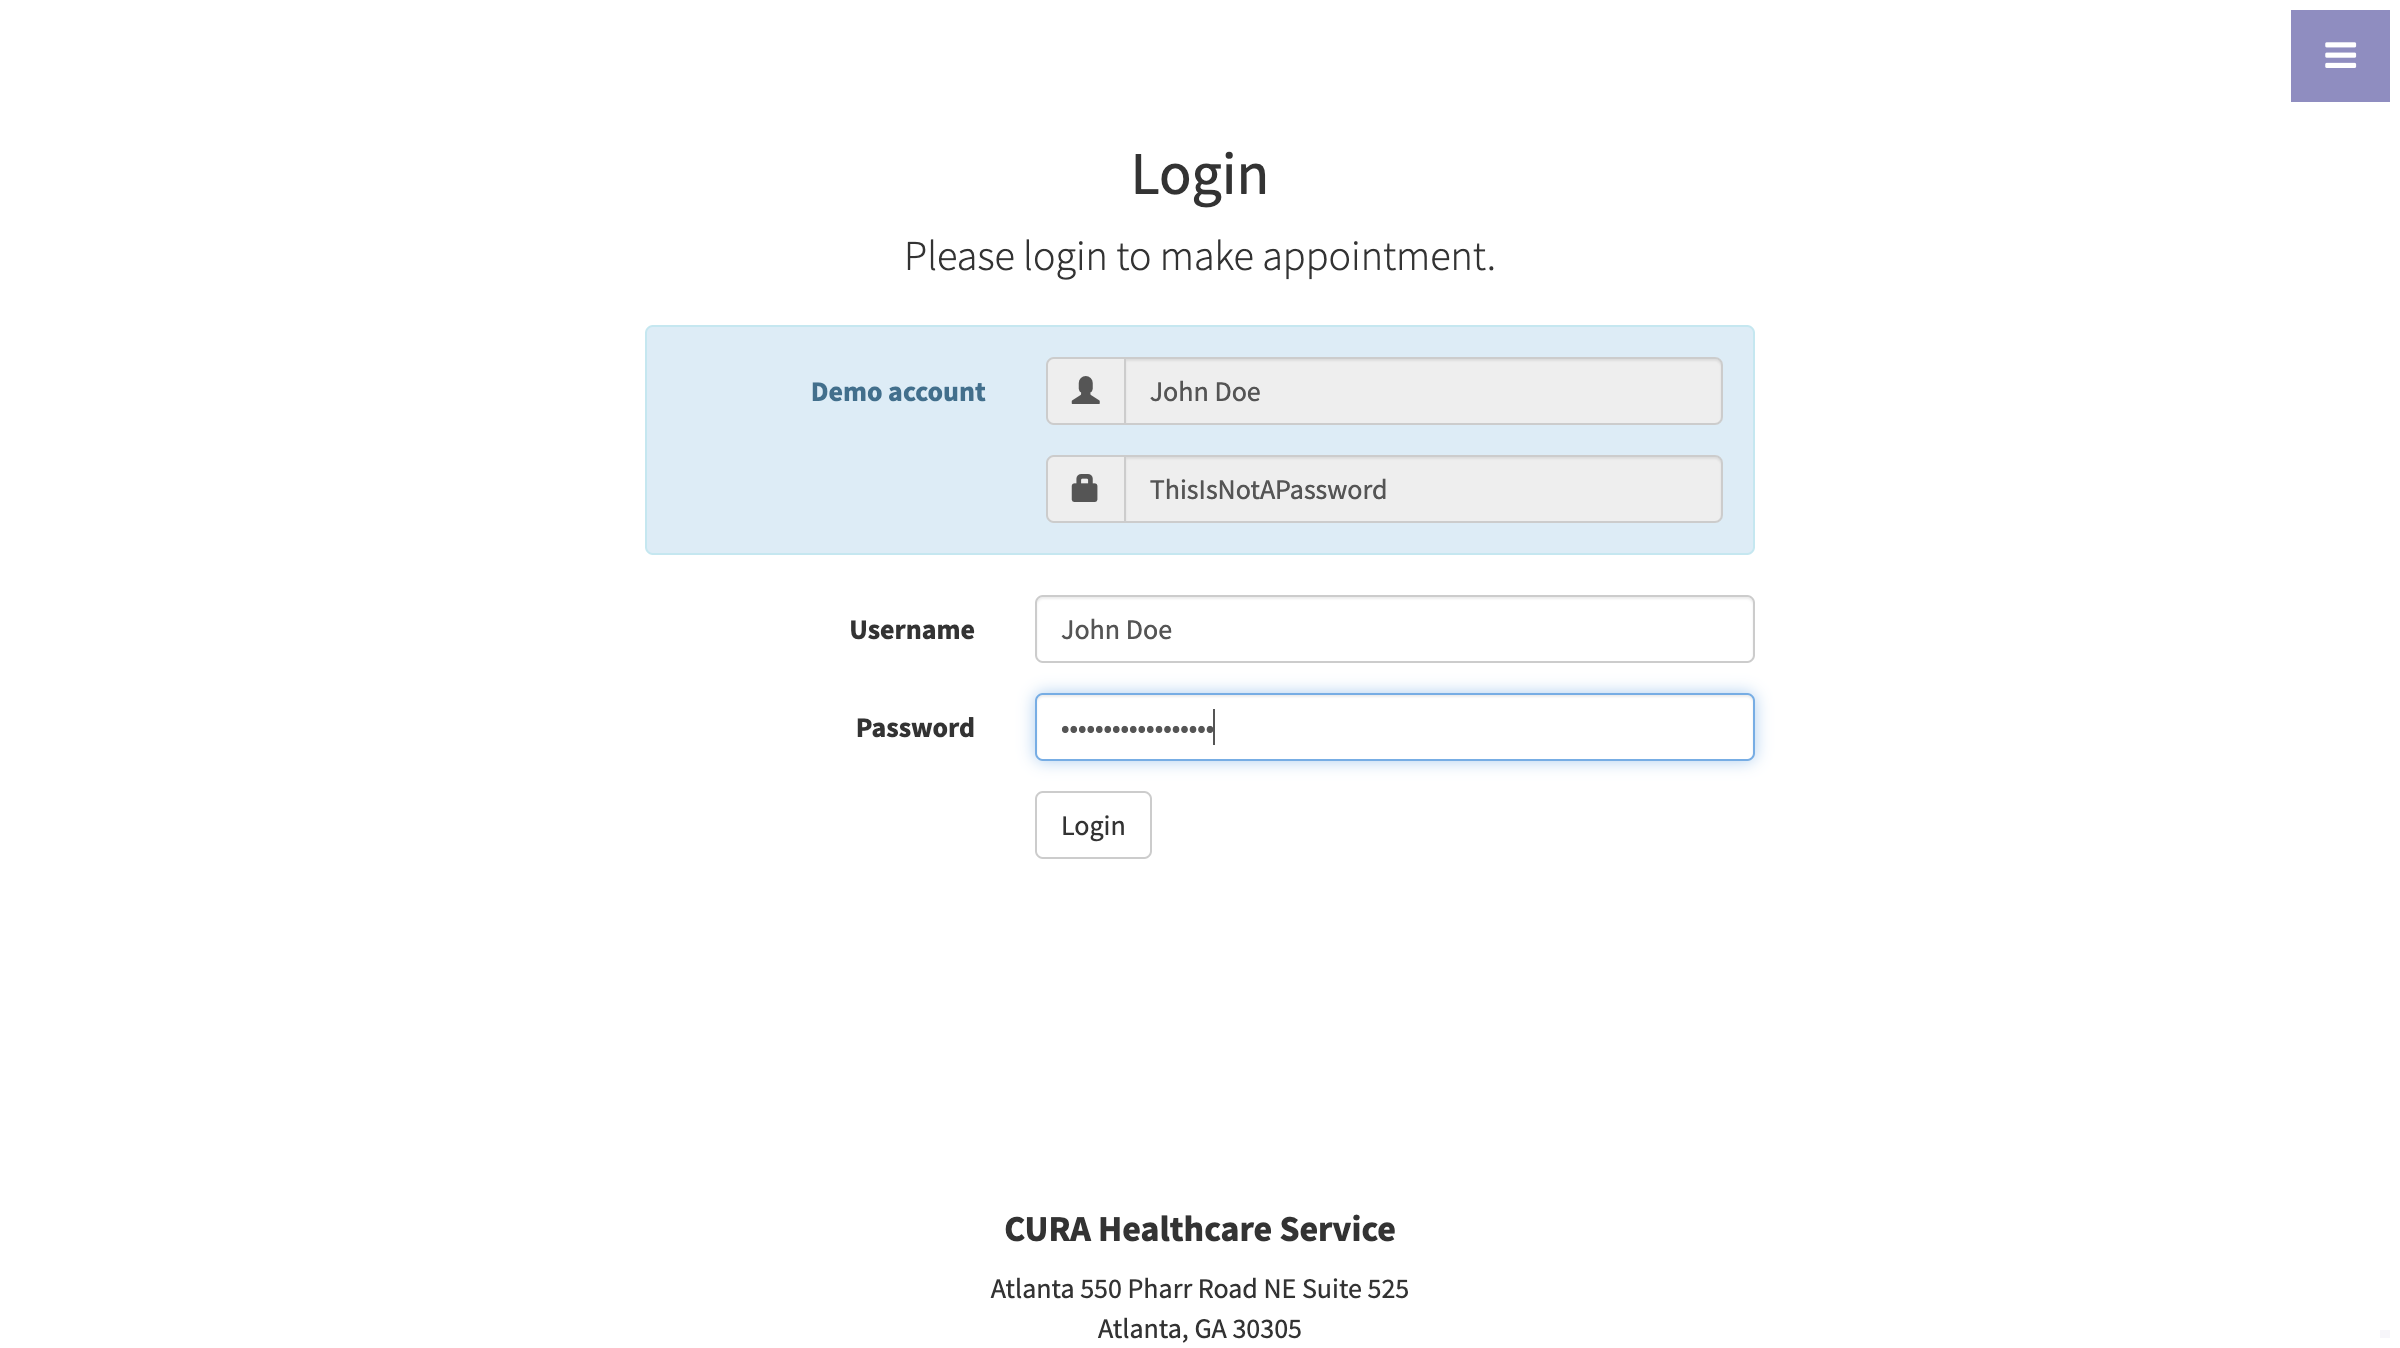 Login
Please login to make appointment.
Demo account
John Doe
ThisIsNotAPassword
Username
John Doe
Password
••••••••••••••••••
Login
CURA Healthcare Service
Atlanta 550 Pharr Road NE Suite 525
Atlanta, GA 30305